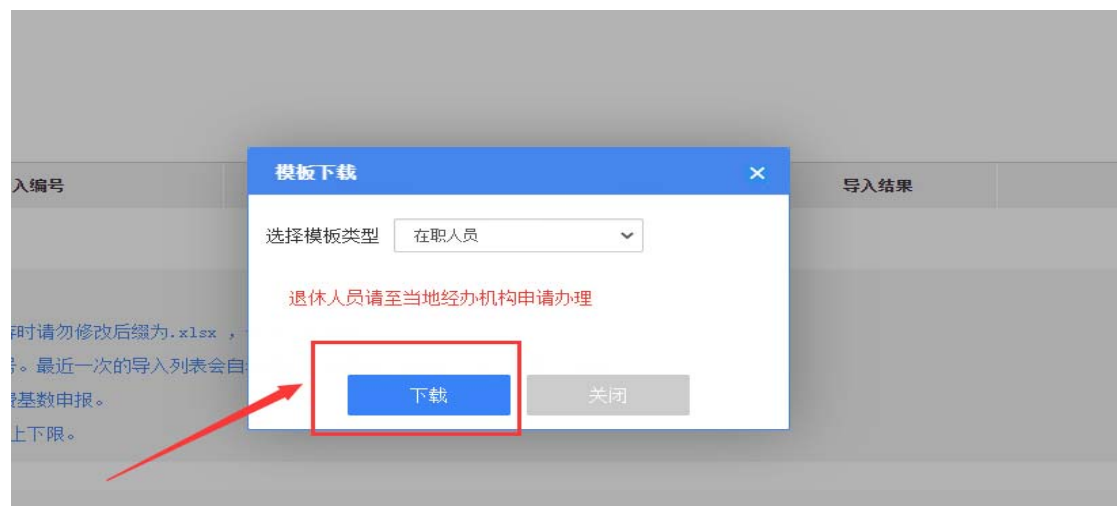 模板下载
入编号
导入结果
选择模板类型 在职人员
退休人员请至当地经办机构申请办理
时请勿修改后缀为.xlsx ，
。最近一次的导入列表会自
基数申报。
上下限。
下载 关闭